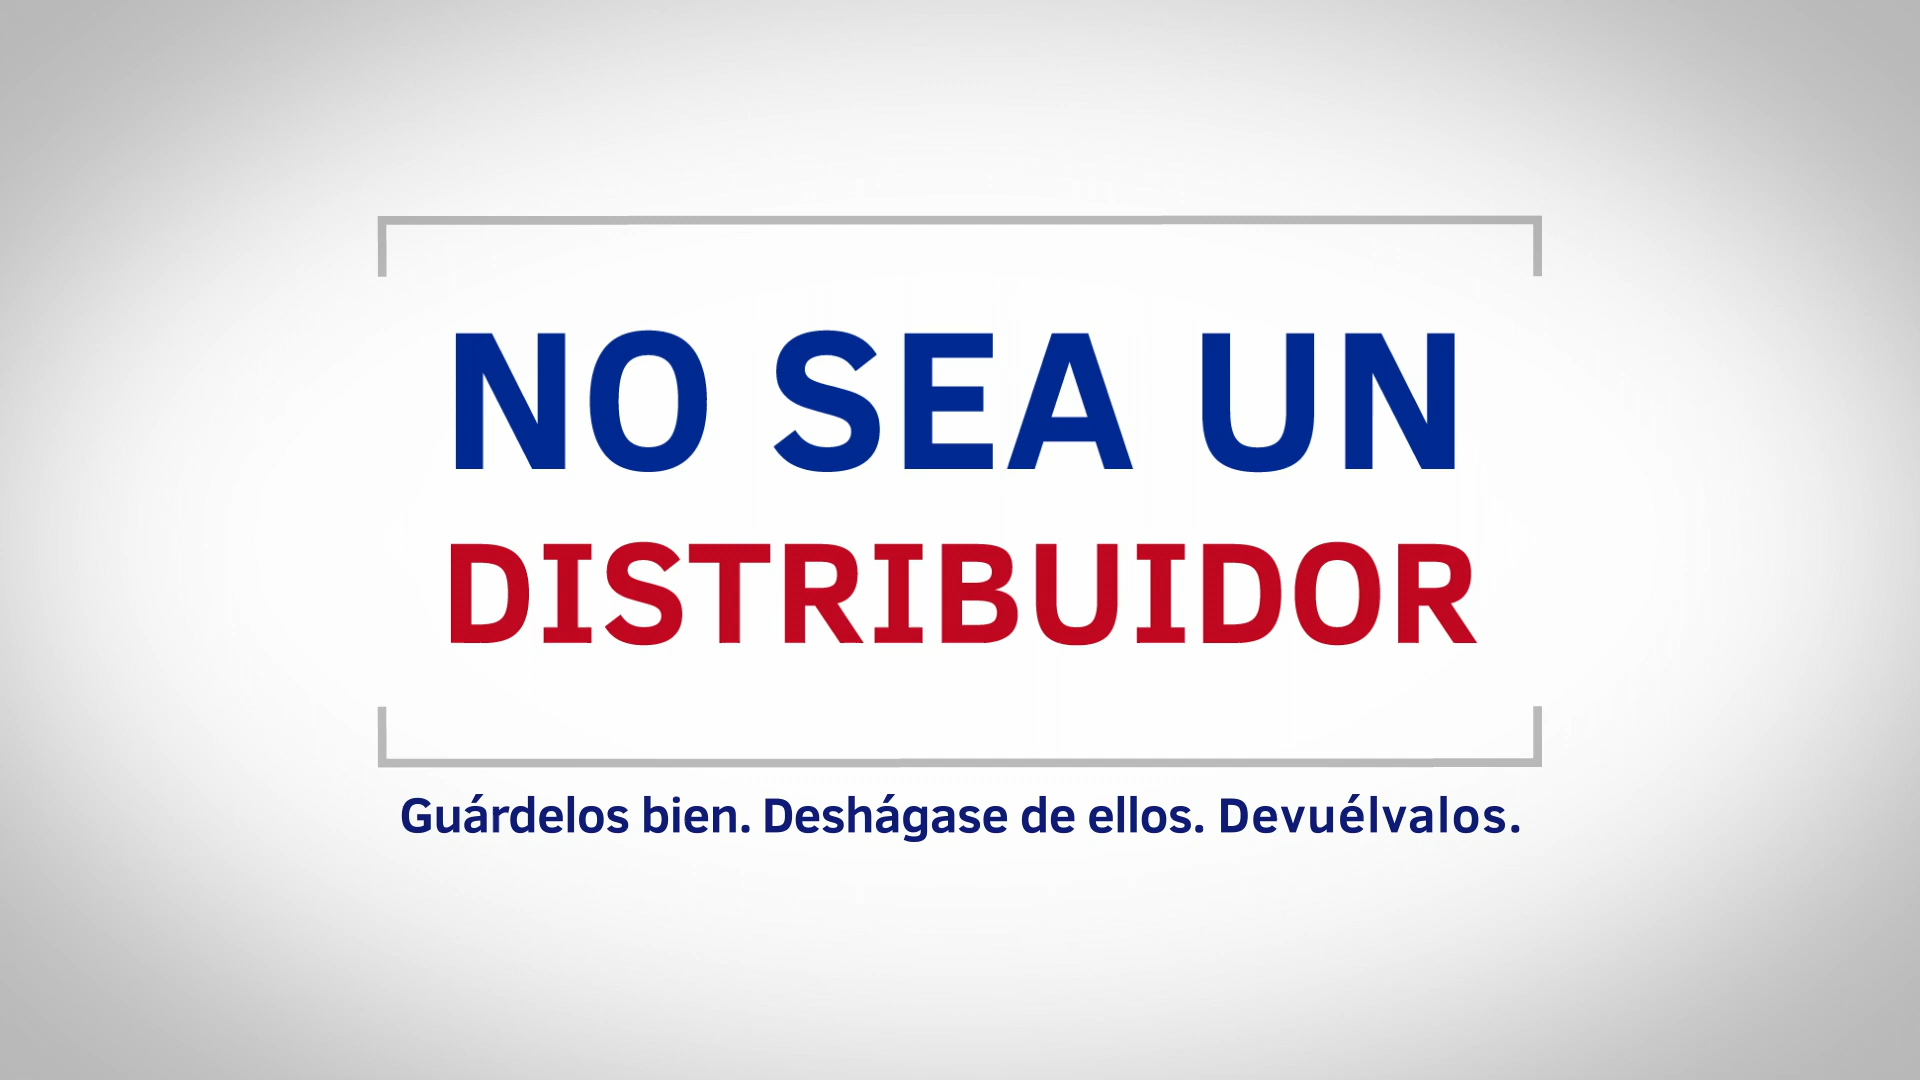 NO SEA UN
DISTRIBUIDOR
Guárdelos bien. Deshágase de ellos. Devuélvalos.